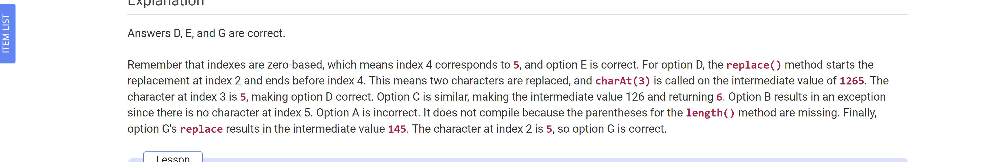 Explanation
ITEM LIST
Answers D, E, and G are correct.
Remember that indexes are zero-based, which means index 4 corresponds to 5, and option E is correct. For option D, the replace() method starts the
replacement at index 2 and ends before index 4. This means two characters are replaced, and charAt(3) is called on the intermediate value of 1265. The
character at index 3 is 5, making option D correct. Option C is similar, making the intermediate value 126 and returning 6. Option B results in an exception
since there is no character at index 5. Option A is incorrect. It does not compile because the parentheses for the length() method are missing. Finally,
option G's replace results in the intermediate value 145. The character at index 2 is 5, so option G is correct.
Lesson